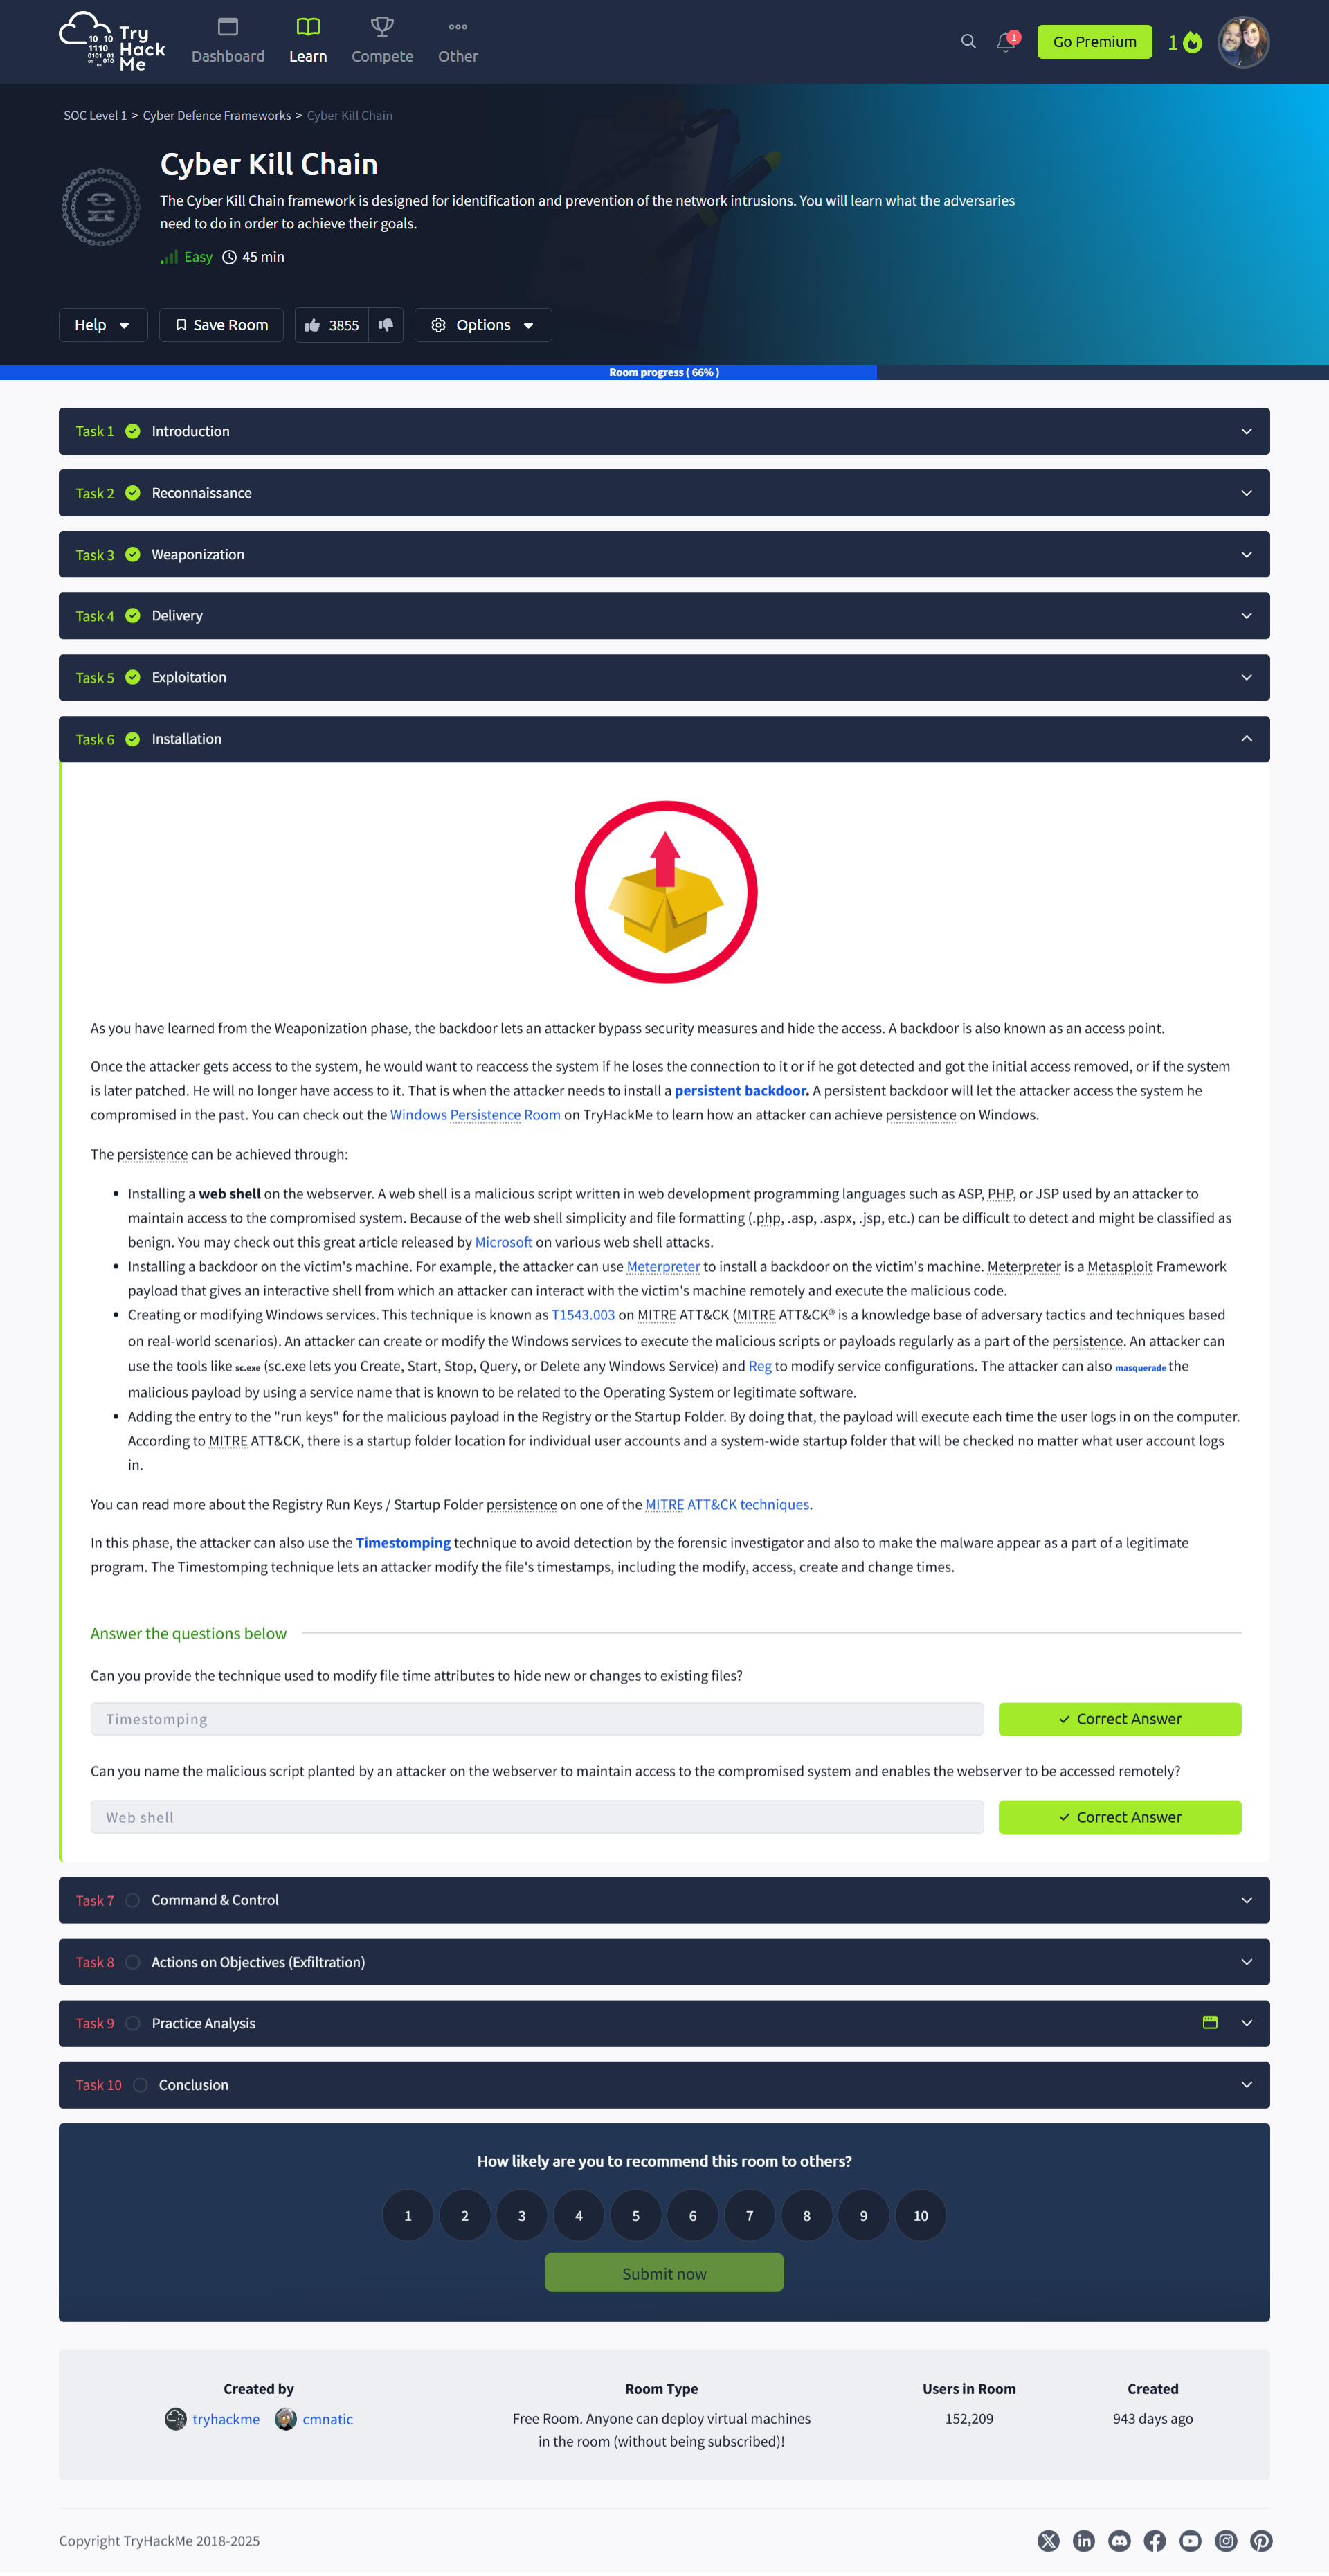 Try
Hack
Me
10 10
1110
0101 01
01 010
Dashboard
Learn
Compete
Other
1
Go Premium
1
SOC Level 1 > Cyber Defence Frameworks > Cyber Kill Chain
Cyber Kill Chain
The Cyber Kill Chain framework is designed for identification and prevention of the network intrusions. You will learn what the adversaries
need to do in order to achieve their goals.
Easy 45 min
Help
Save Room
3855
Options
Room progress ( 66% )
Task 1 Introduction
Task 2 Reconnaissance
Task 3 Weaponization
Task 4 Delivery
Task 5 Exploitation
Task 6 Installation
As you have learned from the Weaponization phase, the backdoor lets an attacker bypass security measures and hide the access. A backdoor is also known as an access point.
Once the attacker gets access to the system, he would want to reaccess the system if he loses the connection to it or if he got detected and got the initial access removed, or if the system
is later patched. He will no longer have access to it. That is when the attacker needs to install a persistent backdoor. A persistent backdoor will let the attacker access the system he
compromised in the past. You can check out the Windows Persistence Room on TryHackMe to learn how an attacker can achieve persistence on Windows.
The persistence can be achieved through:
• Installing a web shell on the webserver. A web shell is a malicious script written in web development programming languages such as ASP, PHP, or JSP used by an attacker to
maintain access to the compromised system. Because of the web shell simplicity and file formatting (.php, .asp, .aspx, .jsp, etc.) can be difficult to detect and might be classified as
benign. You may check out this great article released by Microsoft on various web shell attacks.
• Installing a backdoor on the victim's machine. For example, the attacker can use Meterpreter to install a backdoor on the victim's machine. Meterpreter is a Metasploit Framework
payload that gives an interactive shell from which an attacker can interact with the victim's machine remotely and execute the malicious code.
• Creating or modifying Windows services. This technique is known as T1543.003 on MITRE ATT&CK (MITRE ATT&CK® is a knowledge base of adversary tactics and techniques based
on real-world scenarios). An attacker can create or modify the Windows services to execute the malicious scripts or payloads regularly as a part of the persistence. An attacker can
use the tools like sc.exe (sc.exe lets you Create, Start, Stop, Query, or Delete any Windows Service) and Reg to modify service configurations. The attacker can also masquerade the
malicious payload by using a service name that is known to be related to the Operating System or legitimate software.
• Adding the entry to the "run keys" for the malicious payload in the Registry or the Startup Folder. By doing that, the payload will execute each time the user logs in on the computer.
According to MITRE ATT&CK, there is a startup folder location for individual user accounts and a system-wide startup folder that will be checked no matter what user account logs
in.
You can read more about the Registry Run Keys / Startup Folder persistence on one of the MITRE ATT&CK techniques.
In this phase, the attacker can also use the Timestomping technique to avoid detection by the forensic investigator and also to make the malware appear as a part of a legitimate
program. The Timestomping technique lets an attacker modify the file's timestamps, including the modify, access, create and change times.
Answer the questions below
Can you provide the technique used to modify file time attributes to hide new or changes to existing files?
Timestomping
Correct Answer
Can you name the malicious script planted by an attacker on the webserver to maintain access to the compromised system and enables the webserver to be accessed remotely?
Web shell
Correct Answer
Task 7 Command & Control
Task 8 Actions on Objectives (Exfiltration)
Task 9 Practice Analysis
Task 10 Conclusion
How likely are you to recommend this room to others?
1 2 3 4 5 6 7 8 9 10
Submit now
Created by
tryhackme cmnatic
Room Type
Free Room. Anyone can deploy virtual machines
in the room (without being subscribed)!
Users in Room
152,209
Created
943 days ago
Copyright TryHackMe 2018-2025